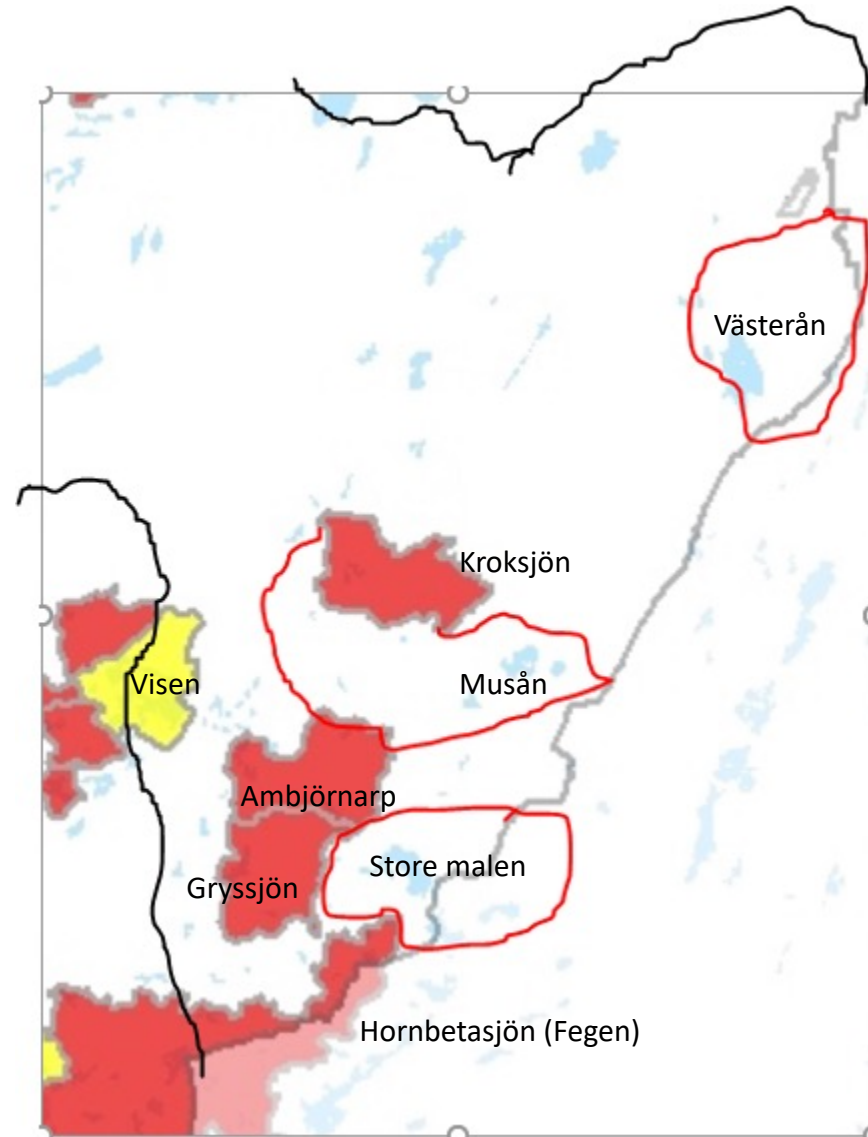 Västerån
Kroksjön
Visen
Musån
Ambjörnarp
Store malen
Gryssjön
Hornbetasjön (Fegen)